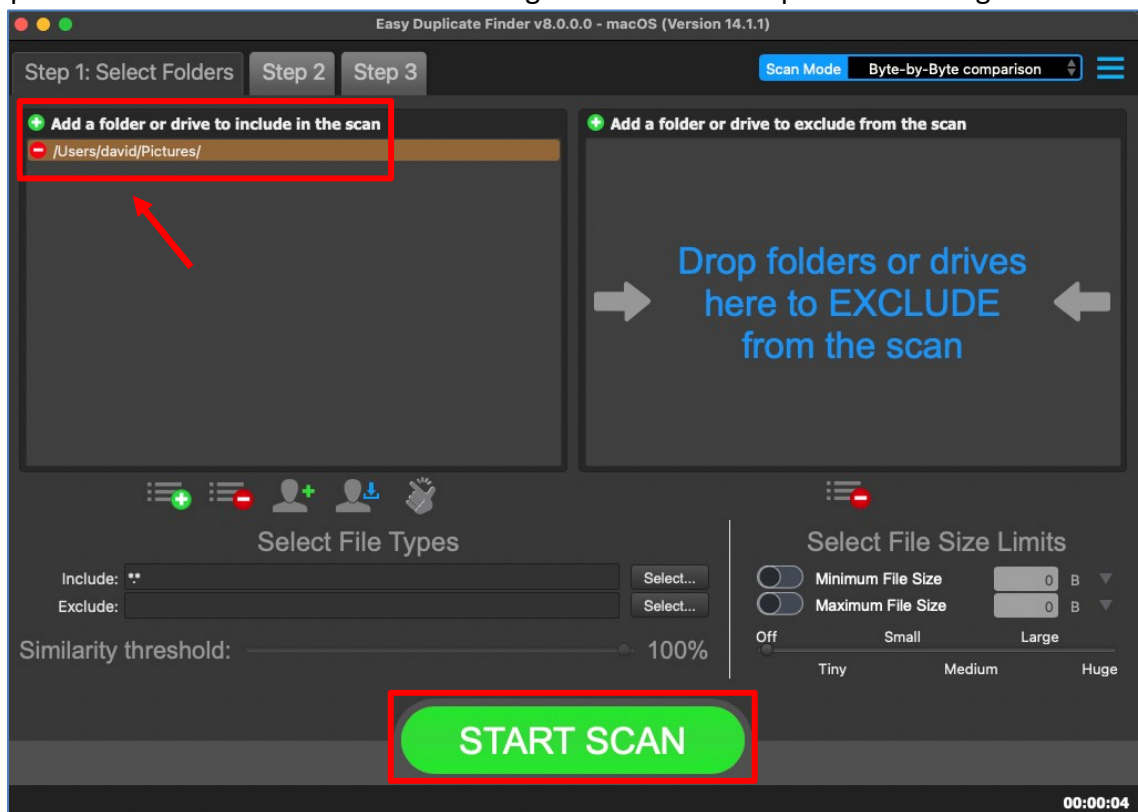 Easy Duplicate Finder v8.0.0.0 - macOS (Version 14.1.1)
Step 1: Select Folders Step 2 Step 3
Scan Mode Byte-by-Byte comparison
Add a folder or drive to include in the scan
/Users/david/Pictures/
Add a folder or drive to exclude from the scan
Drop folders or drives
here to EXCLUDE
from the scan
Select File Types
Include: *.*
Select...
Exclude:
Select...
Similarity threshold: 100%
Select File Size Limits
Minimum File Size 0 B
Maximum File Size 0 B
Off Small Large
Tiny Medium Huge
START SCAN
00:00:04